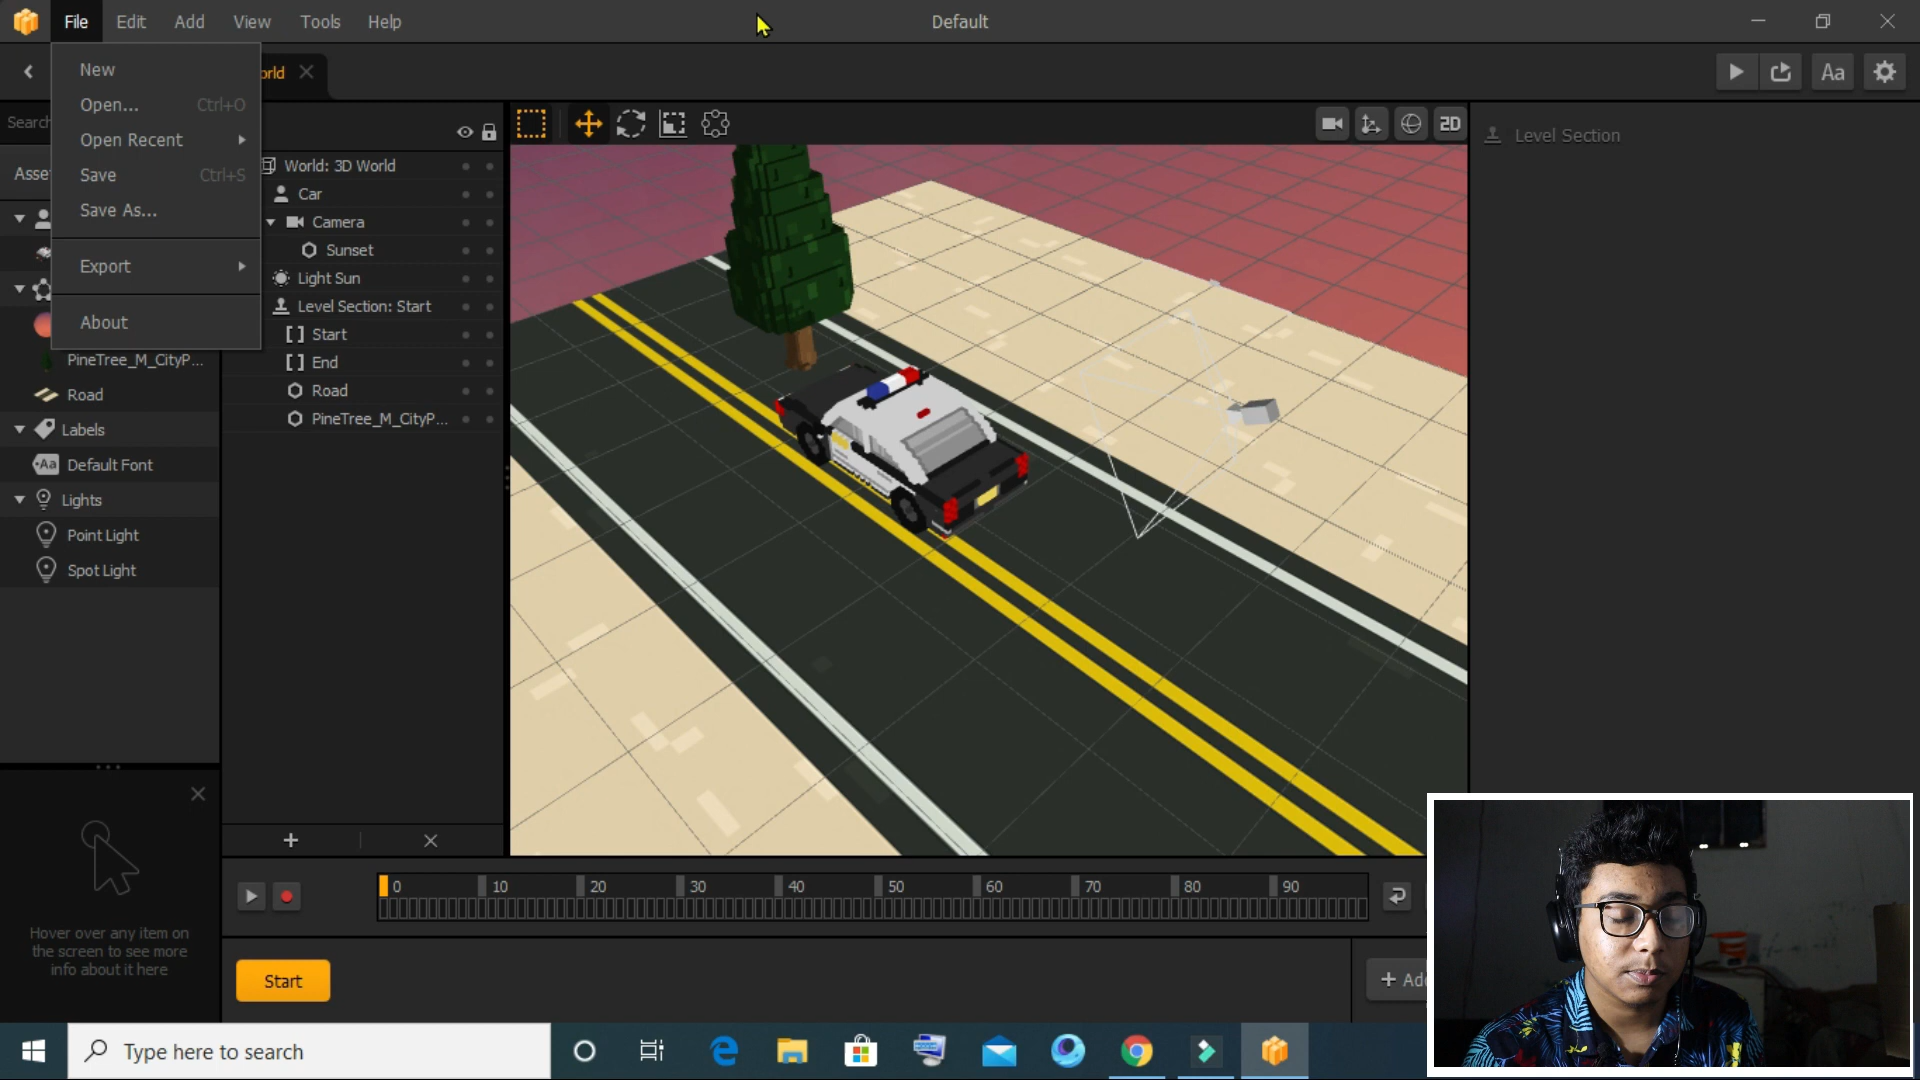 File Edit Add View Tools Help
Default
New
Open... Ctrl+O
Open Recent
Save Ctrl+S
Save As...
Export
About
orld
Aa
Search
Asse
PineTree_M_CityP...
Road
Labels
Aa Default Font
Lights
Point Light
Spot Light
World: 3D World
Car
Camera
Sunset
Light Sun
Level Section: Start
[ ] Start
[ ] End
Road
PineTree_M_CityP...
2D
Level Section
Hover over any item on
the screen to see more
info about it here
0 10 20 30 40 50 60 70 80 90
Start
+ Add
Type here to search